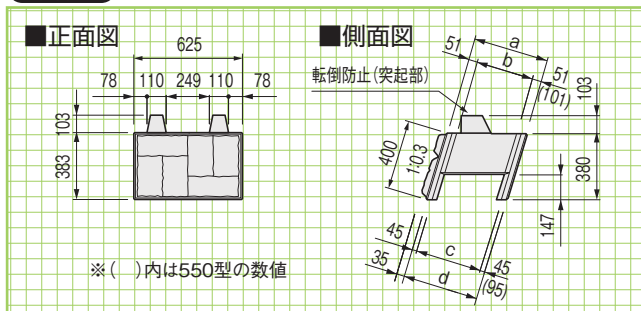 ■正面図
625
78 110 249 110 78
103
383
※( )内は550型の数値
■側面図
51
a
b
51
(101)
103
転倒防止(突起部)
400
1:0.3
380
147
45
35
c
d
45
(95)